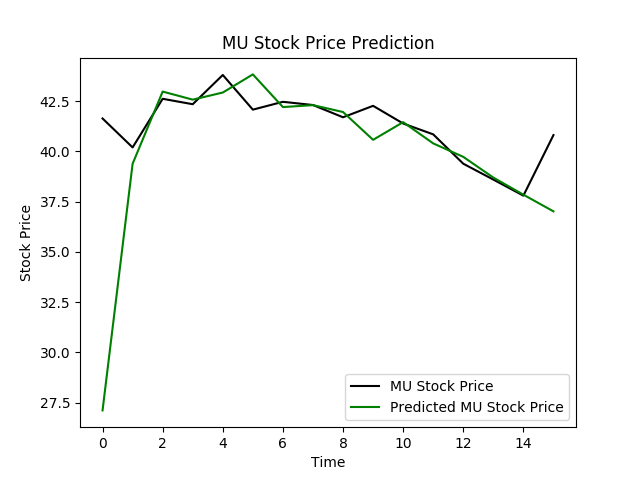 MU Stock Price Prediction
Stock Price
42.5
40.0
37.5
35.0
32.5
30.0
27.5
MU Stock Price
Predicted MU Stock Price
0 2 4 6 8 10 12 14
Time